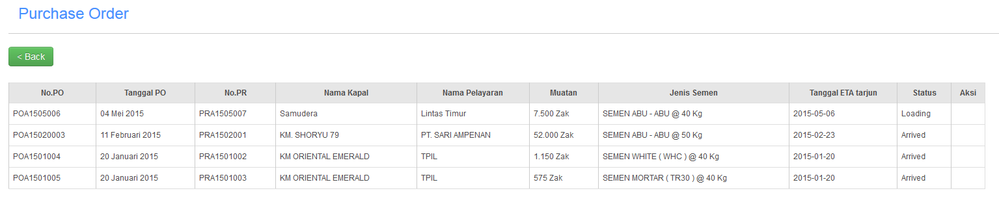 Purchase Order
< Back
No.PO Tanggal PO No.PR Nama Kapal Nama Pelayaran Muatan Jenis Semen Tanggal ETA tarjun Status Aksi
POA1505006 04 Mei 2015 PRA1505007 Samudera Lintas Timur 7.500 Zak SEMEN ABU - ABU @ 40 Kg 2015-05-06 Loading
POA15020003 11 Februari 2015 PRA1502001 KM. SHORYU 79 PT. SARI AMPENAN 52.000 Zak SEMEN ABU - ABU @ 50 Kg 2015-02-23 Arrived
POA1501004 20 Januari 2015 PRA1501002 KM ORIENTAL EMERALD TPIL 1.150 Zak SEMEN WHITE ( WHC ) @ 40 Kg 2015-01-20 Arrived
POA1501005 20 Januari 2015 PRA1501003 KM ORIENTAL EMERALD TPIL 575 Zak SEMEN MORTAR ( TR30 ) @ 40 Kg 2015-01-20 Arrived